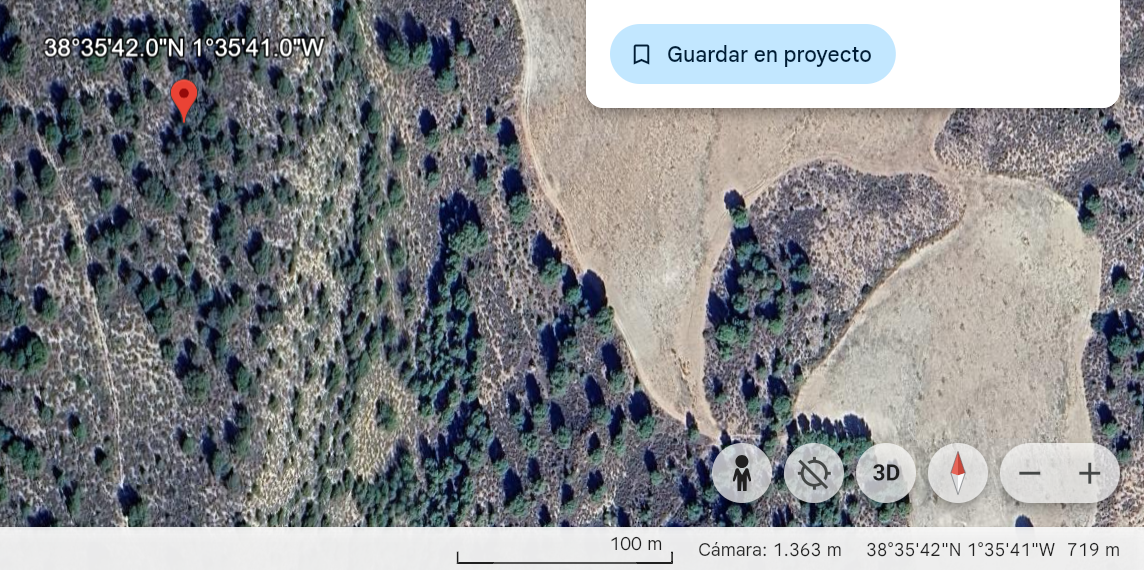 Guardar en proyecto
38°35'42.0"N 1°35'41.0"W
3D
100 m
Cámara: 1.363 m
38°35'42"N 1°35'41"W
719 m